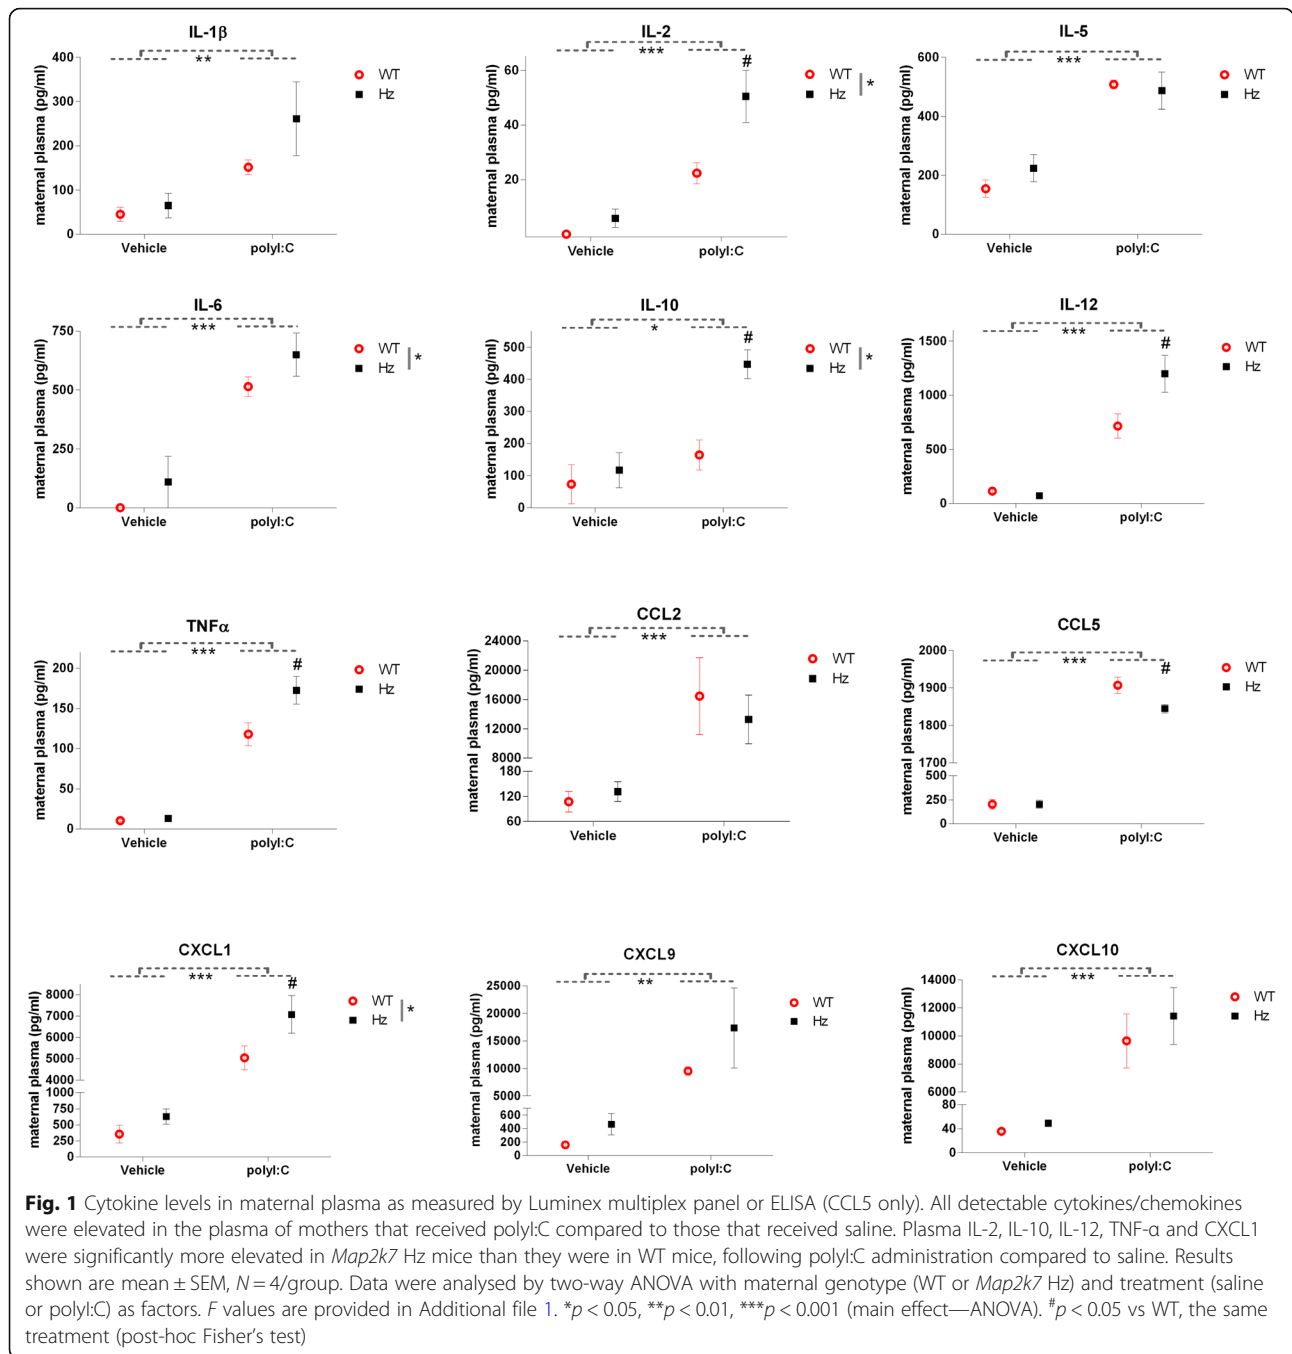 IL-1β
maternal plasma (pg/ml)
400
300
200
100
0
**
WT
Hz
Vehicle
polyI:C
IL-2
maternal plasma (pg/ml)
60
40
20
***
#
WT
Hz
*
Vehicle
polyI:C
IL-5
maternal plasma (pg/ml)
600
400
200
0
***
WT
Hz
Vehicle
polyI:C
IL-6
maternal plasma (pg/ml)
750
500
250
0
***
WT
Hz
*
Vehicle
polyI:C
IL-10
maternal plasma (pg/ml)
500
400
300
200
100
0
*
#
WT
Hz
*
Vehicle
polyI:C
IL-12
maternal plasma (pg/ml)
1500
1000
500
0
***
#
WT
Hz
Vehicle
polyI:C
TNFα
maternal plasma (pg/ml)
200
150
100
50
0
***
#
WT
Hz
Vehicle
polyI:C
CCL2
maternal plasma (pg/ml)
24000
20000
16000
12000
8000
180
120
60
***
WT
Hz
Vehicle
polyI:C
CCL5
maternal plasma (pg/ml)
2000
1900
1800
1700
500
250
0
***
#
WT
Hz
Vehicle
polyI:C
CXCL1
maternal plasma (pg/ml)
8000
7000
6000
5000
4000
1000
750
500
250
0
***
#
WT
Hz
*
Vehicle
polyI:C
CXCL9
maternal plasma (pg/ml)
25000
20000
15000
10000
5000
600
400
200
0
**
WT
Hz
Vehicle
polyI:C
CXCL10
maternal plasma (pg/ml)
14000
12000
10000
8000
6000
80
40
0
***
WT
Hz
Vehicle
polyI:C
Fig. 1 Cytokine levels in maternal plasma as measured by Luminex multiplex panel or ELISA (CCL5 only). All detectable cytokines/chemokines
were elevated in the plasma of mothers that received polyI:C compared to those that received saline. Plasma IL-2, IL-10, IL-12, TNF-α and CXCL1
were significantly more elevated in Map2k7 Hz mice than they were in WT mice, following polyI:C administration compared to saline. Results
shown are mean ± SEM, N = 4/group. Data were analysed by two-way ANOVA with maternal genotype (WT or Map2k7 Hz) and treatment (saline
or polyI:C) as factors. F values are provided in Additional file 1. *p < 0.05, **p < 0.01, ***p < 0.001 (main effect—ANOVA). #p < 0.05 vs WT, the same
treatment (post-hoc Fisher's test)